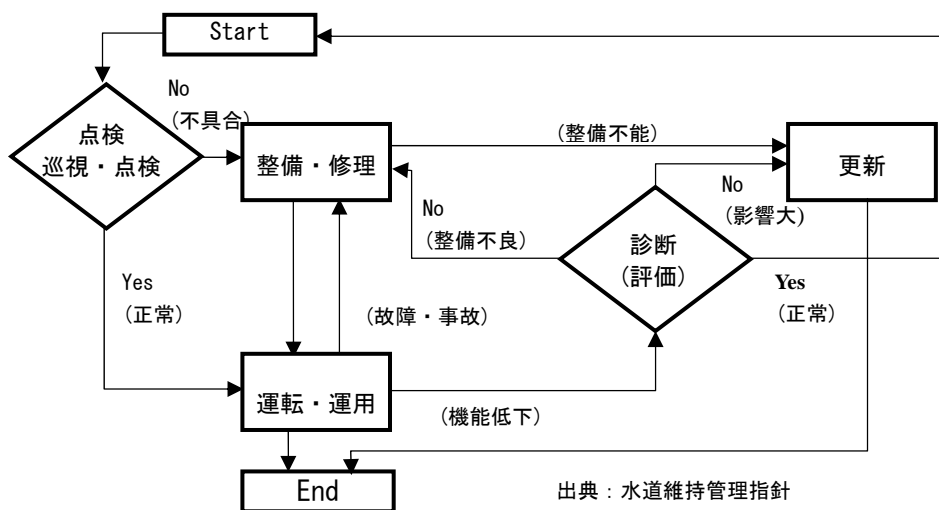 Start
No
(不具合)
点検
巡視・点検
整備・修理
(整備不能)
更新
No
(影響大)
No
(整備不良)
診断
(評価)
Yes
(正常)
Yes
(正常)
(故障・事故)
運転・運用
(機能低下)
End
出典：水道維持管理指針